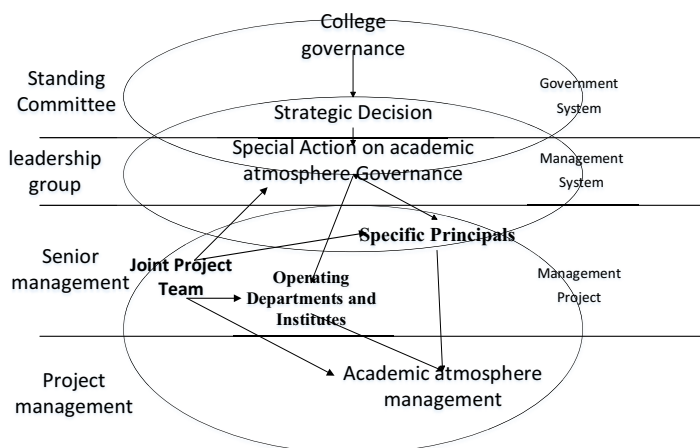 College
governance
Standing
Committee
Government
System
Strategic Decision
leadership
group
Special Action on academic
atmosphere Governance
Management
System
Specific Principals
Senior
management
Joint Project
Team
Operating
Departments and
Institutes
Management
Project
Project
management
Academic atmosphere
management